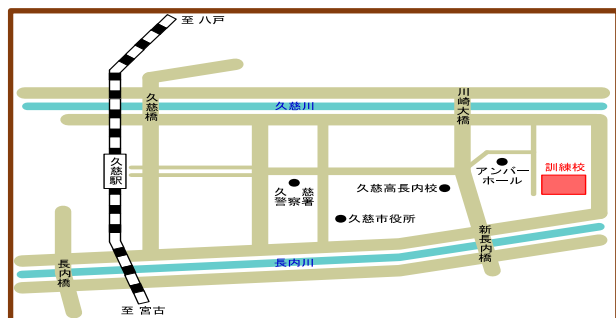 至 八戸
久慈橋
久慈川
川崎大橋
久慈駅
アンバー
ホール
訓練校
久慈
警察署
久慈高長内校
久慈市役所
新長内橋
長内橋
長内川
至 宮古